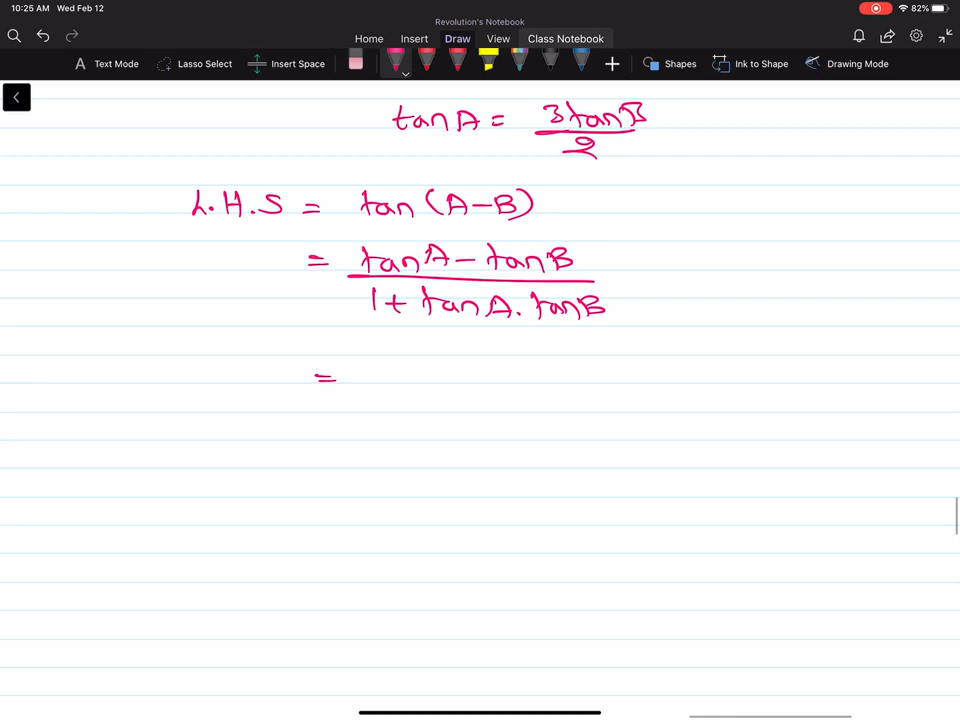 10:25 AM Wed Feb 12
82%
Revolution's Notebook
Home Insert Draw View Class Notebook
Text Mode Lasso Select Insert Space Shapes Ink to Shape Drawing Mode
tan A = 3 tan B / 2
L.H.S = tan (A - B)
= tan A - tan B / 1 + tan A . tan B
=